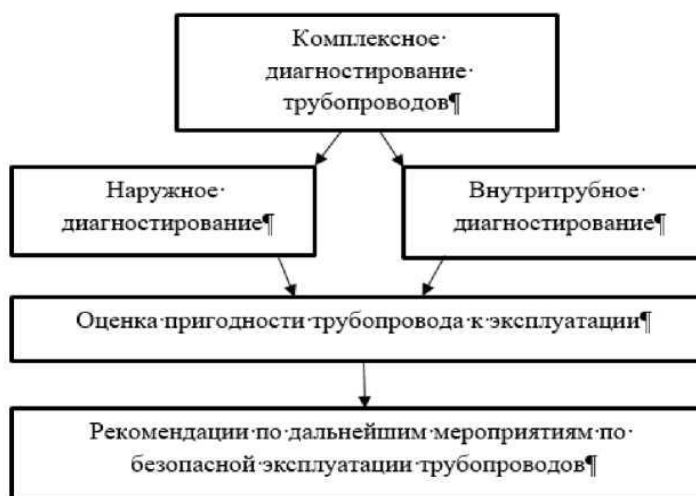 Комплексное·
диагностирование·
трубопроводов¶
Наружное·
диагностирование¶
Внутритрубное·
диагностирование¶
Оценка·пригодности·трубопровода·к·эксплуатации¶
Рекомендации·по·дальнейшим·мероприятиям·по·
безопасной·эксплуатации·трубопроводов¶